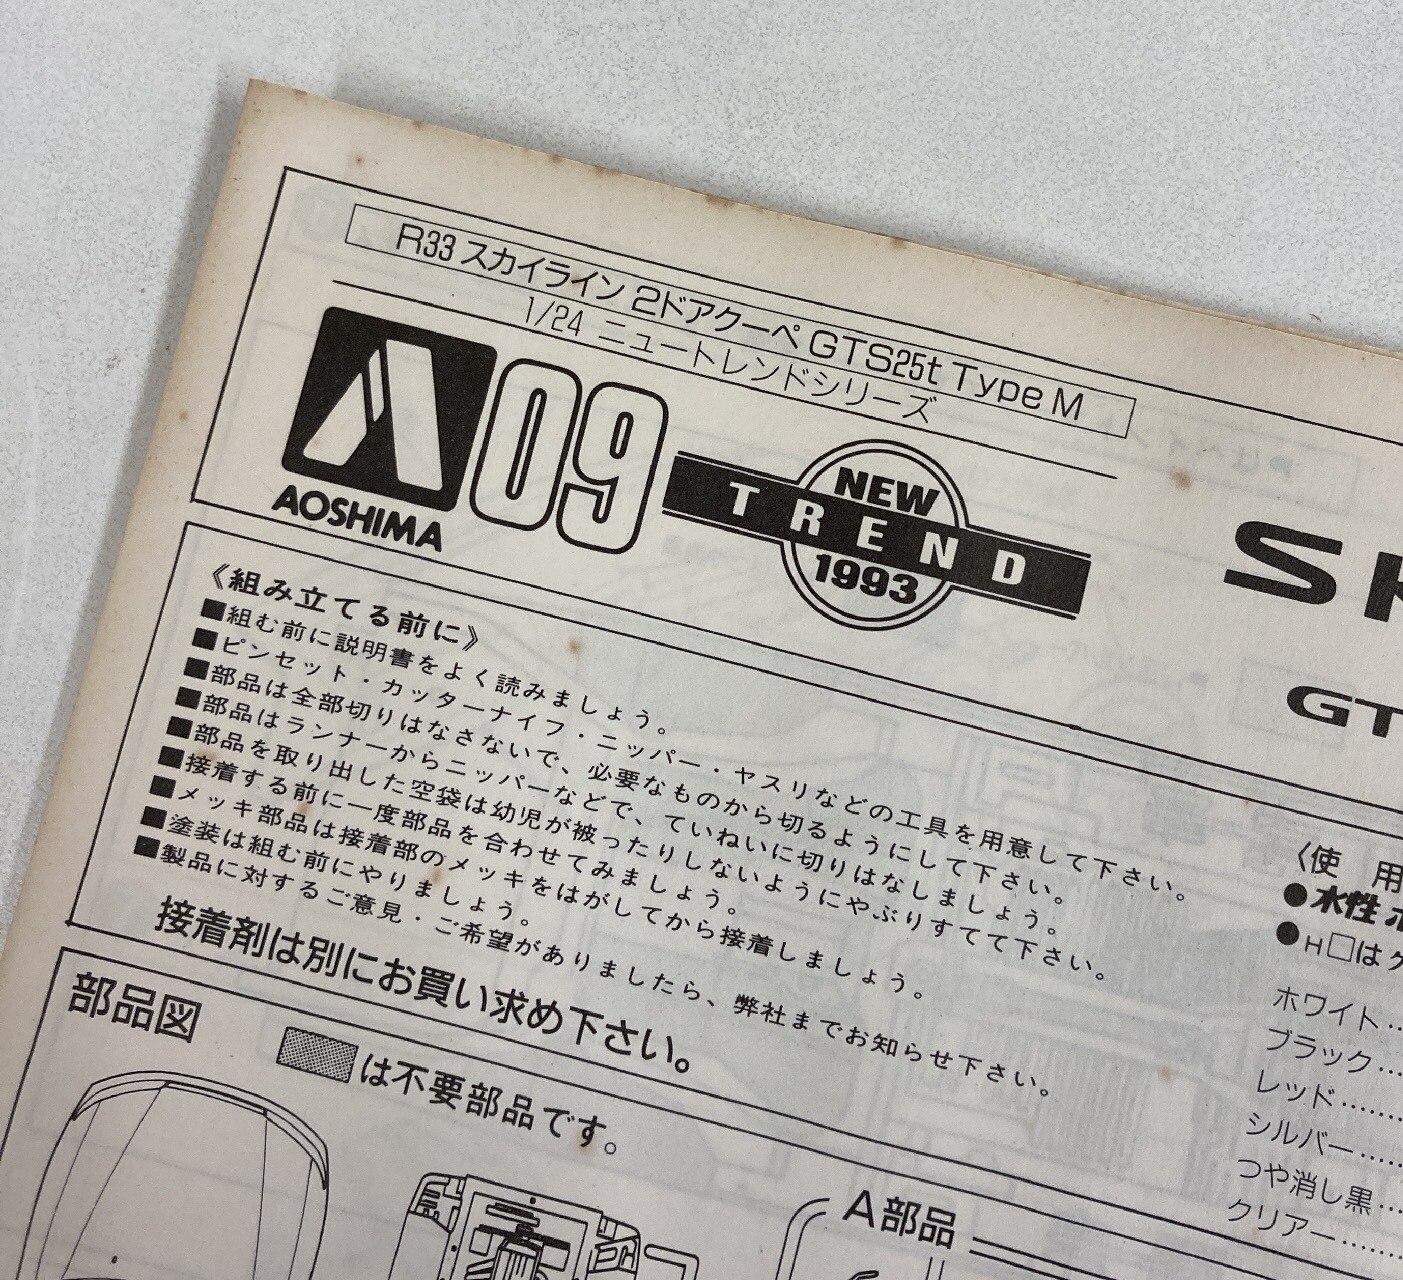 R33 スカイライン 2ドアクーペ GTS25t Type M
1/24 ニュートレンドシリーズ
AOSHIMA
09
NEW
TREND
1993
GT
《組み立てる前に》
■組む前に説明書をよく読みましょう。
■ピンセット・カッターナイフ・ニッパー・ヤスリなどの工具を用意して下さい。
■部品は全部切りはなさないで、必要なものから切るようにして下さい。
■部品はランナーからニッパーなどで、ていねいに切りはなしましょう。
■部品を取り出した空袋は幼児が被ったりしないようにやぶりすてて下さい。
■接着する前に一度部品を合わせてみましょう。
■メッキ部品は接着部のメッキをはがしてから接着しましょう。
■塗装は組む前にやりましょう。
■製品に対するご意見・ご希望がありましたら、弊社までお知らせ下さい。
接着剤は別にお買い求め下さい。
〈使 用
●水性ホ
●H□はグ
ホワイト‥
ブラック…
レッド……
シルバー…
つや消し黒…
クリアー…
部品図
は不要部品です。
A部品